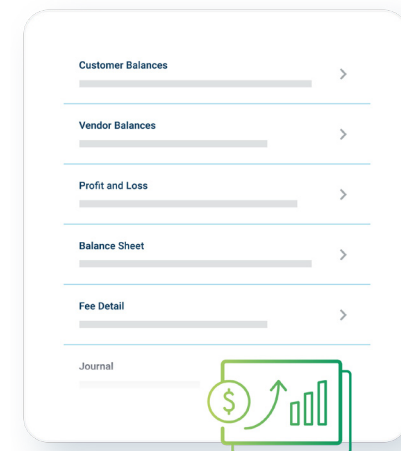 Customer Balances
Vendor Balances
Profit and Loss
Balance Sheet
Fee Detail
Journal
$